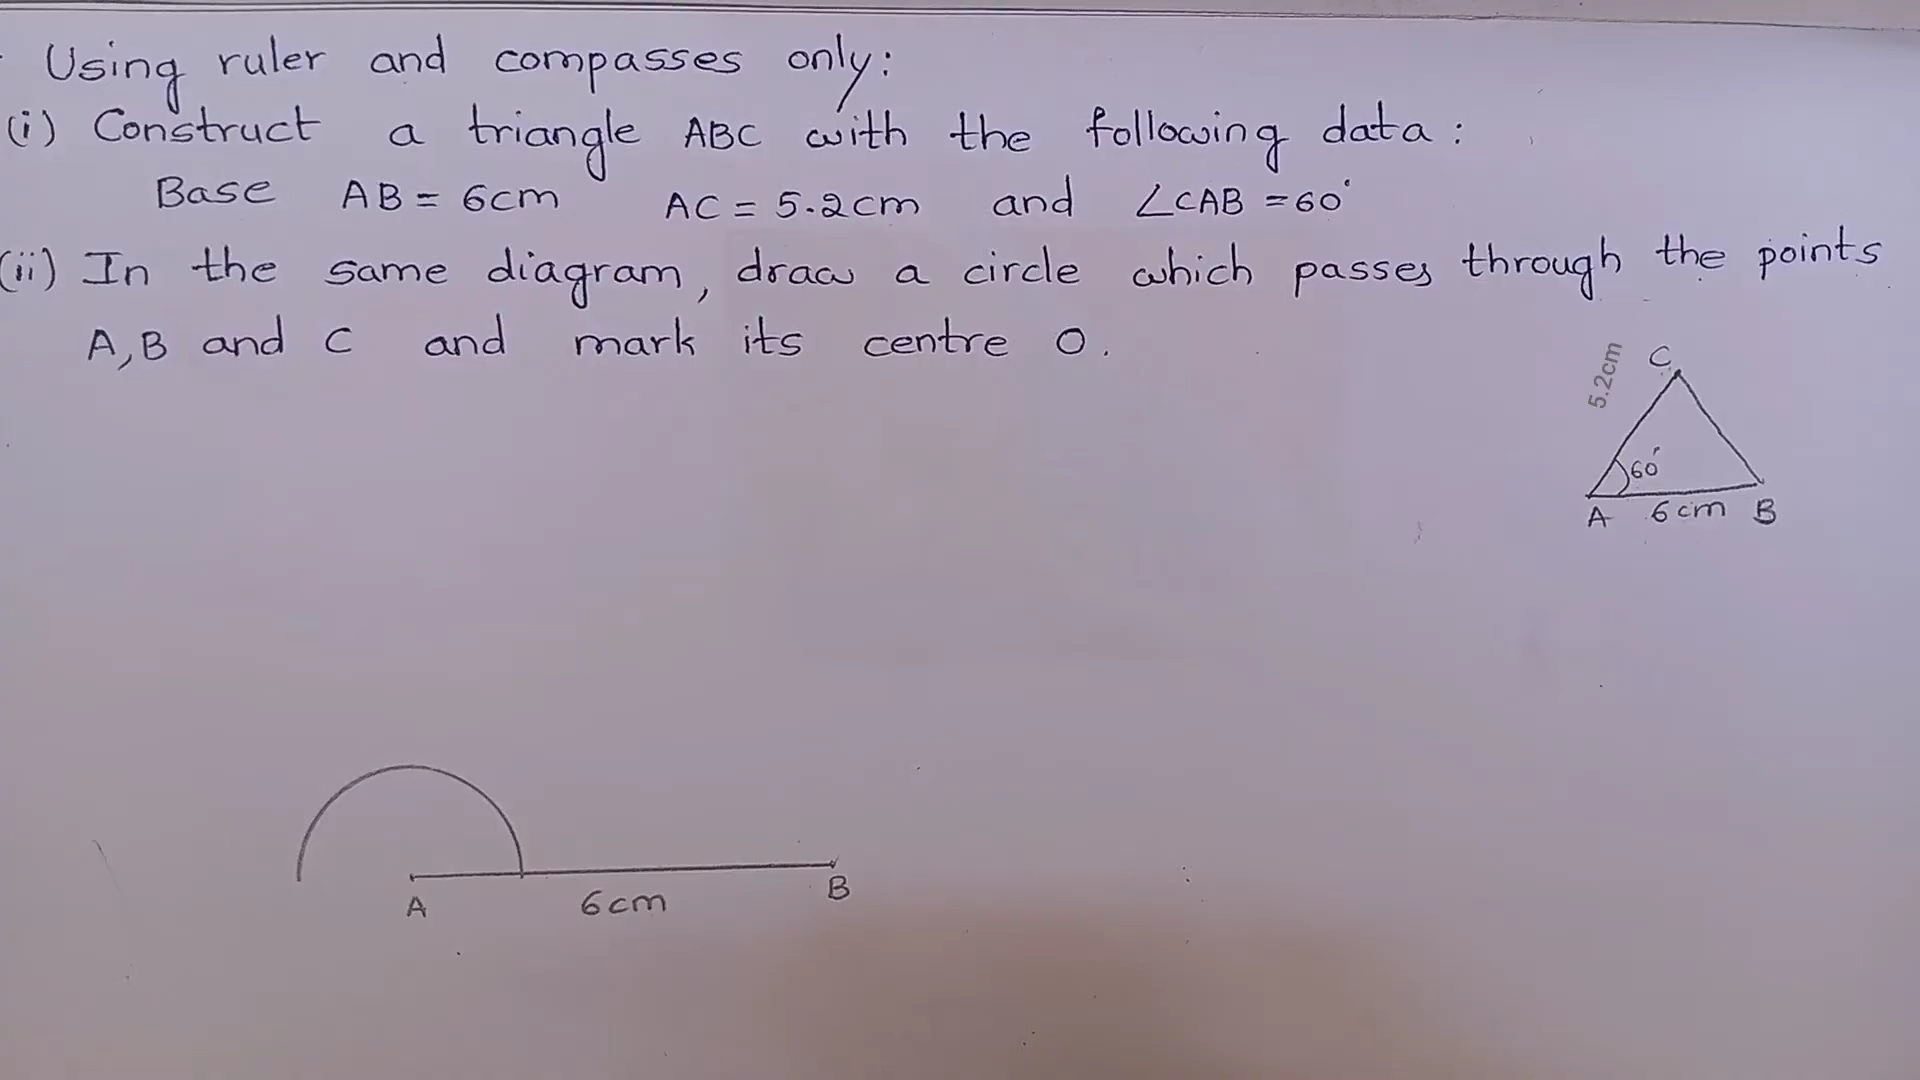 Using ruler and compasses only:
(i) Construct a triangle ABC with the following data:
Base AB = 6cm AC = 5.2cm and ∠CAB = 60°
(ii) In the same diagram, draw a circle which passes through the points
A, B and C and mark its centre O.
5.2cm
C
60°
A 6cm B
A 6cm B